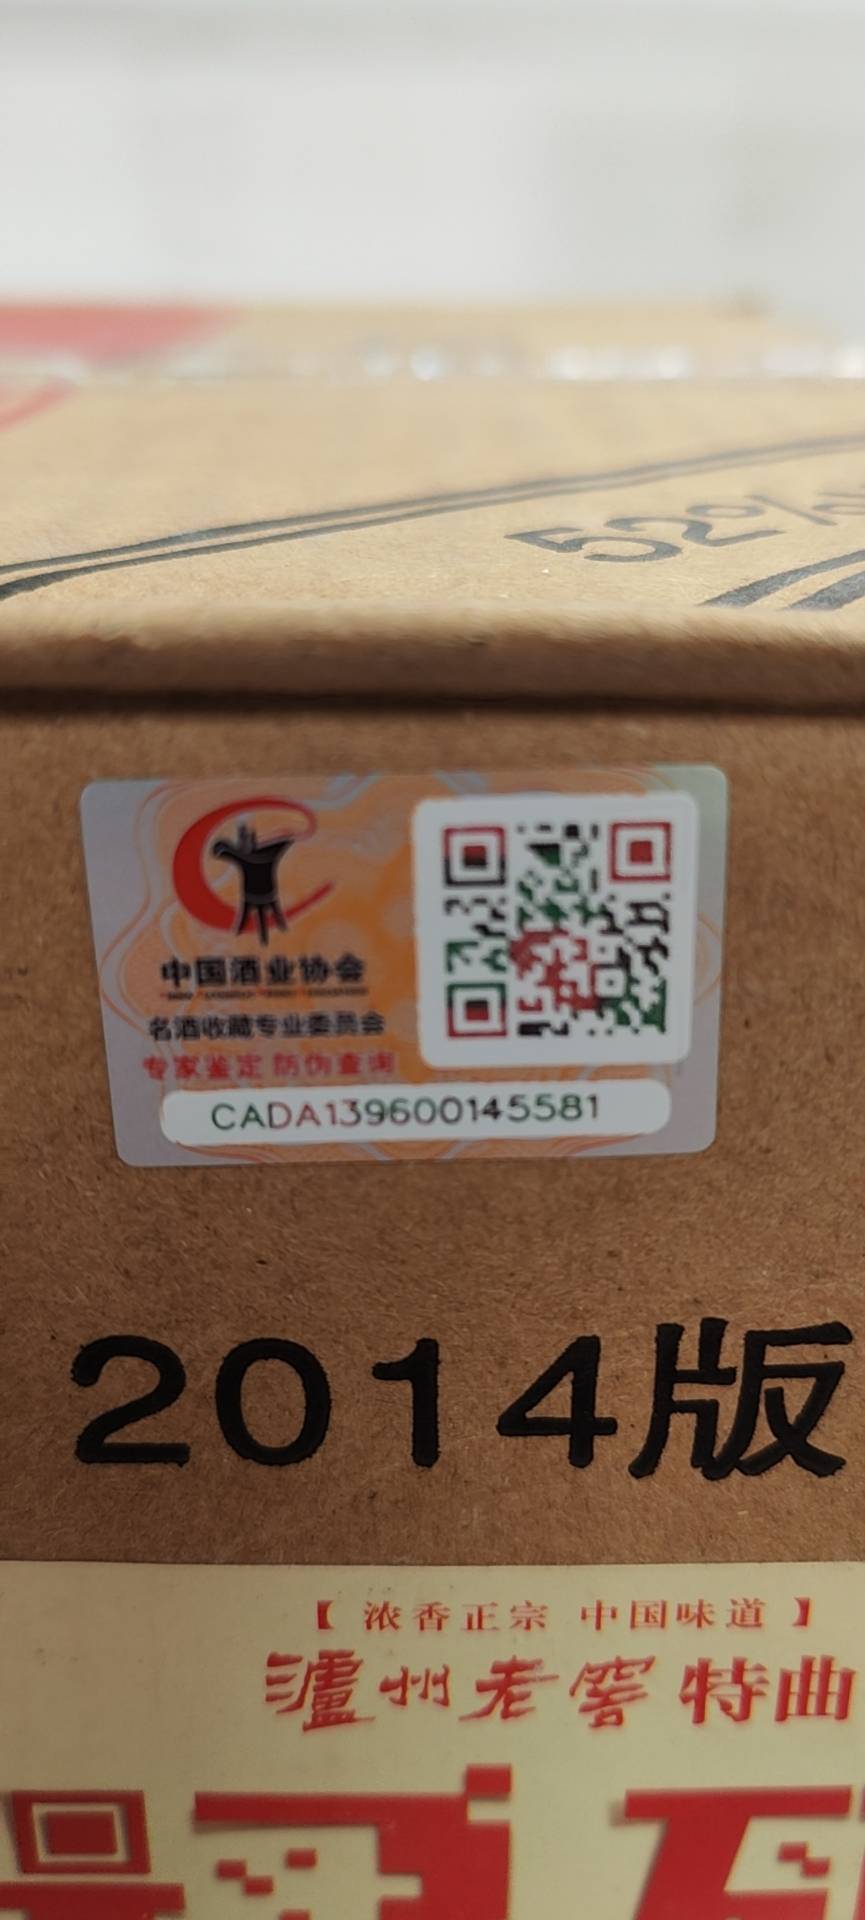 52%
中国酒业协会
名酒收藏专业委员会
专家鉴定 防伪查询
CADA139600145581
2014版
【 浓香正宗 中国味道 】
泸州老窖特曲